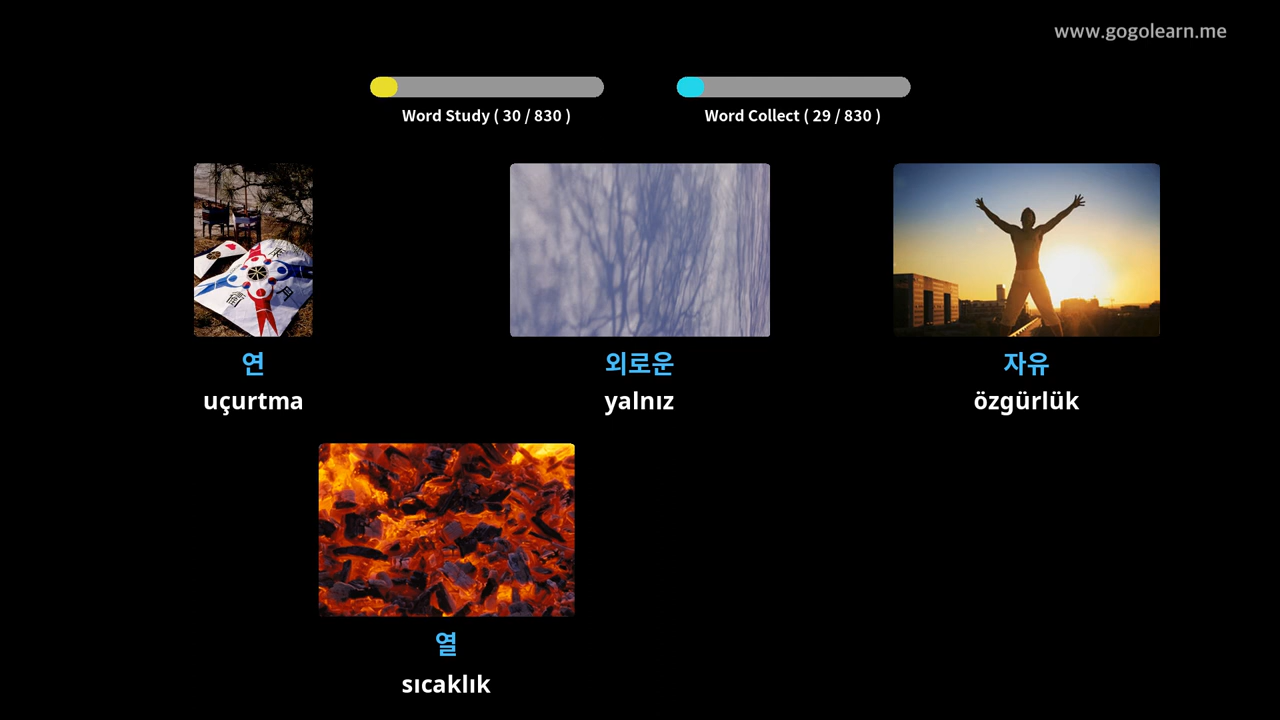 www.gogolearn.me
Word Study ( 30 / 830 )
Word Collect ( 29 / 830 )
연
uçurtma
외로운
yalnız
자유
özgürlük
열
sıcaklık